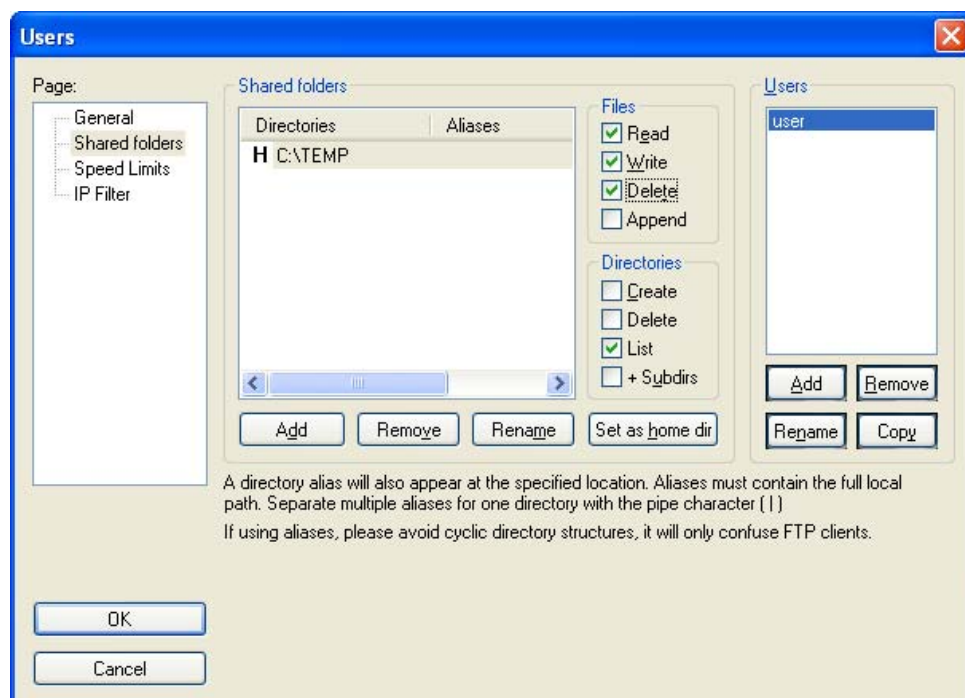 Users
Page:
General
Shared folders
Speed Limits
IP Filter
Shared folders
Directories Aliases
H C:\TEMP
Files
Read
Write
Delete
Append
Directories
Create
Delete
List
+ Subdirs
Add Remove Rename Set as home dir
Users
user
Add Remove
Rename Copy
A directory alias will also appear at the specified location. Aliases must contain the full local
path. Separate multiple aliases for one directory with the pipe character ( | )
If using aliases, please avoid cyclic directory structures, it will only confuse FTP clients.
OK
Cancel